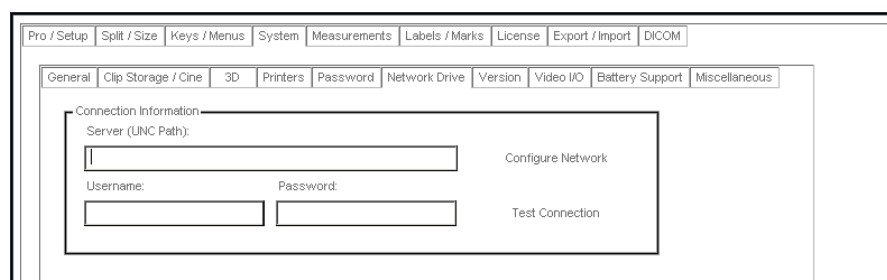 Pro / Setup Split / Size Keys / Menus System Measurements Labels / Marks License Export / Import DICOM
General Clip Storage / Cine 3D Printers Password Network Drive Version Video I/O Battery Support Miscellaneous
Connection Information
Server (UNC Path):
Configure Network
Username: Password:
Test Connection